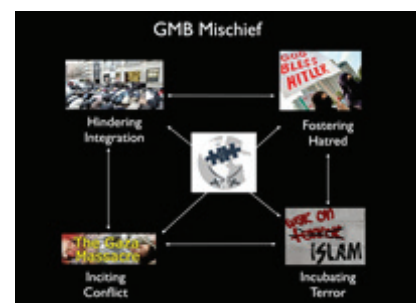 GMB Mischief
GOD
BLESS
HITLER
Hindering
Integration
Fostering
Hatred
The Gaza
Massacre
war on
terror
ISLAM
Inciting
Conflict
Incubating
Terror